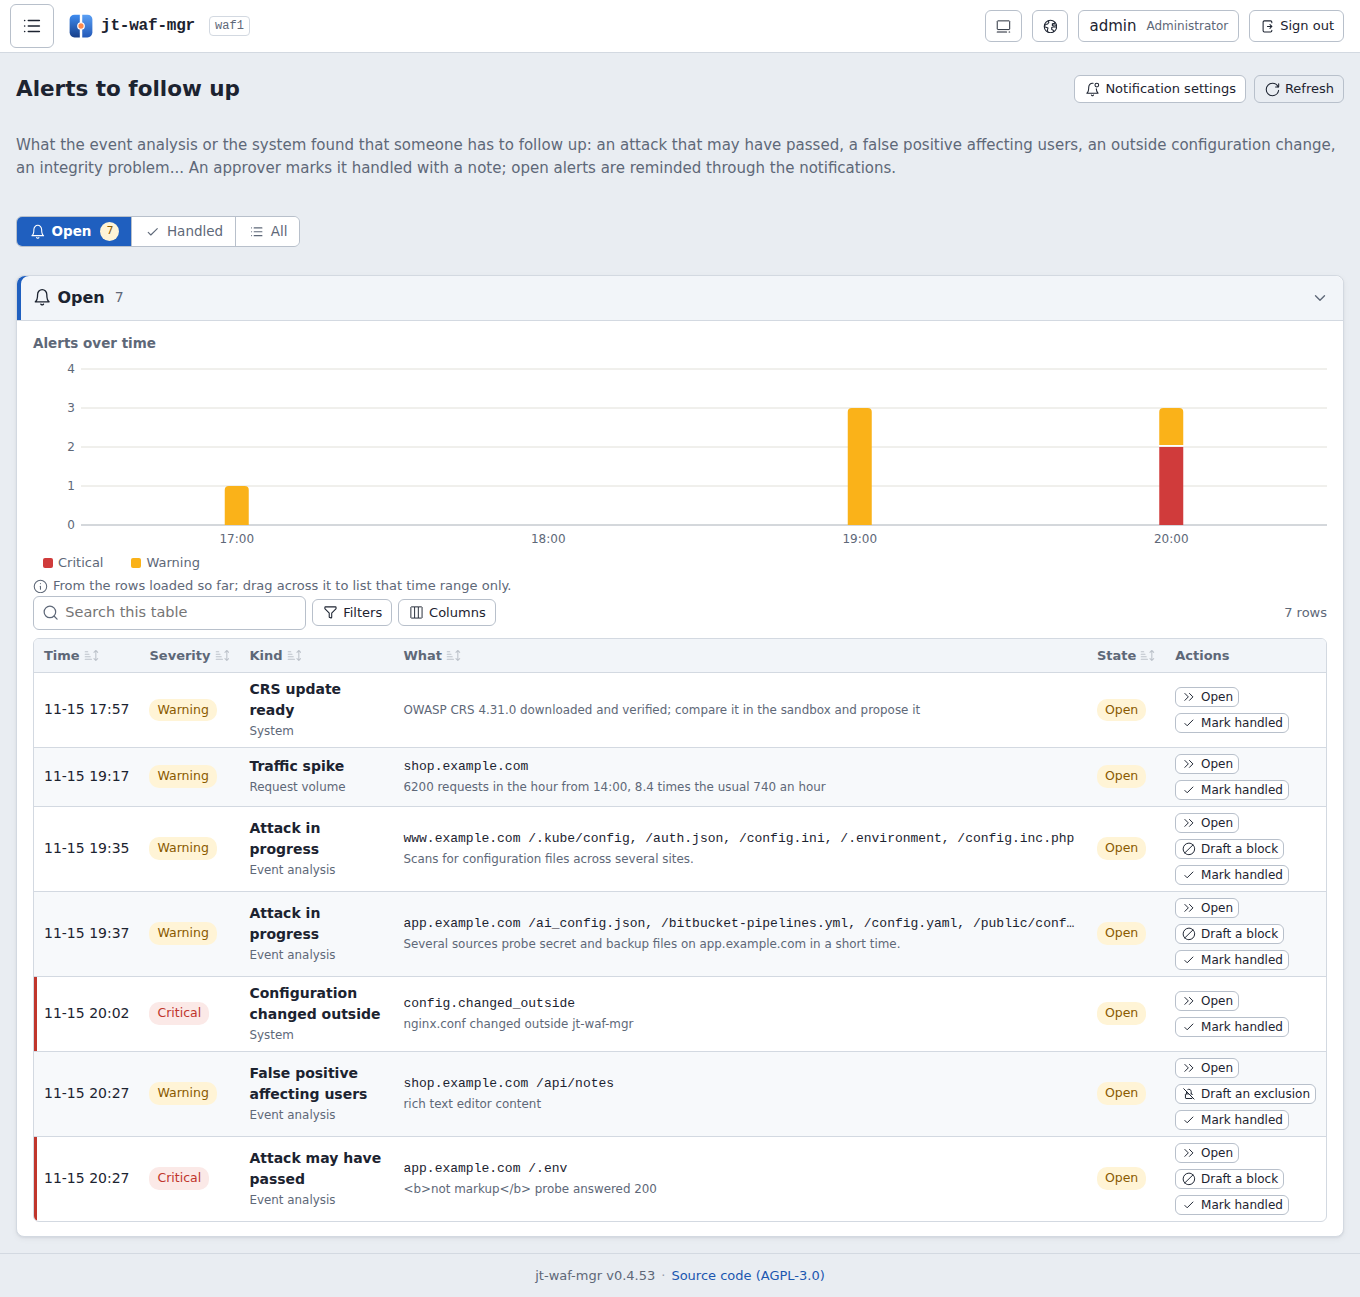 jt-waf-mgr waf1 admin Administrator Sign out
Alerts to follow up Notification settings Refresh
What the event analysis or the system found that someone has to follow up: an attack that may have passed, a false positive affecting users, an outside configuration change,
an integrity problem... An approver marks it handled with a note; open alerts are reminded through the notifications.
Open 7 Handled All
Open 7
Alerts over time
4
3
2
1
0
17:00 18:00 19:00 20:00
Critical Warning
From the rows loaded so far; drag across it to list that time range only.
Search this table Filters Columns 7 rows
Time Severity Kind What State Actions
11-15 17:57 Warning CRS update ready System OWASP CRS 4.31.0 downloaded and verified; compare it in the sandbox and propose it Open Open Mark handled
11-15 19:17 Warning Traffic spike Request volume shop.example.com 6200 requests in the hour from 14:00, 8.4 times the usual 740 an hour Open Open Mark handled
11-15 19:35 Warning Attack in progress Event analysis www.example.com /.kube/config, /auth.json, /config.ini, /.environment, /config.inc.php Scans for configuration files across several sites. Open Open Draft a block Mark handled
11-15 19:37 Warning Attack in progress Event analysis app.example.com /ai_config.json, /bitbucket-pipelines.yml, /config.yaml, /public/conf… Several sources probe secret and backup files on app.example.com in a short time. Open Open Draft a block Mark handled
11-15 20:02 Critical Configuration changed outside System config.changed_outside nginx.conf changed outside jt-waf-mgr Open Open Mark handled
11-15 20:27 Warning False positive affecting users Event analysis shop.example.com /api/notes rich text editor content Open Open Draft an exclusion Mark handled
11-15 20:27 Critical Attack may have passed Event analysis app.example.com /.env <b>not markup</b> probe answered 200 Open Open Draft a block Mark handled
jt-waf-mgr v0.4.53 · Source code (AGPL-3.0)